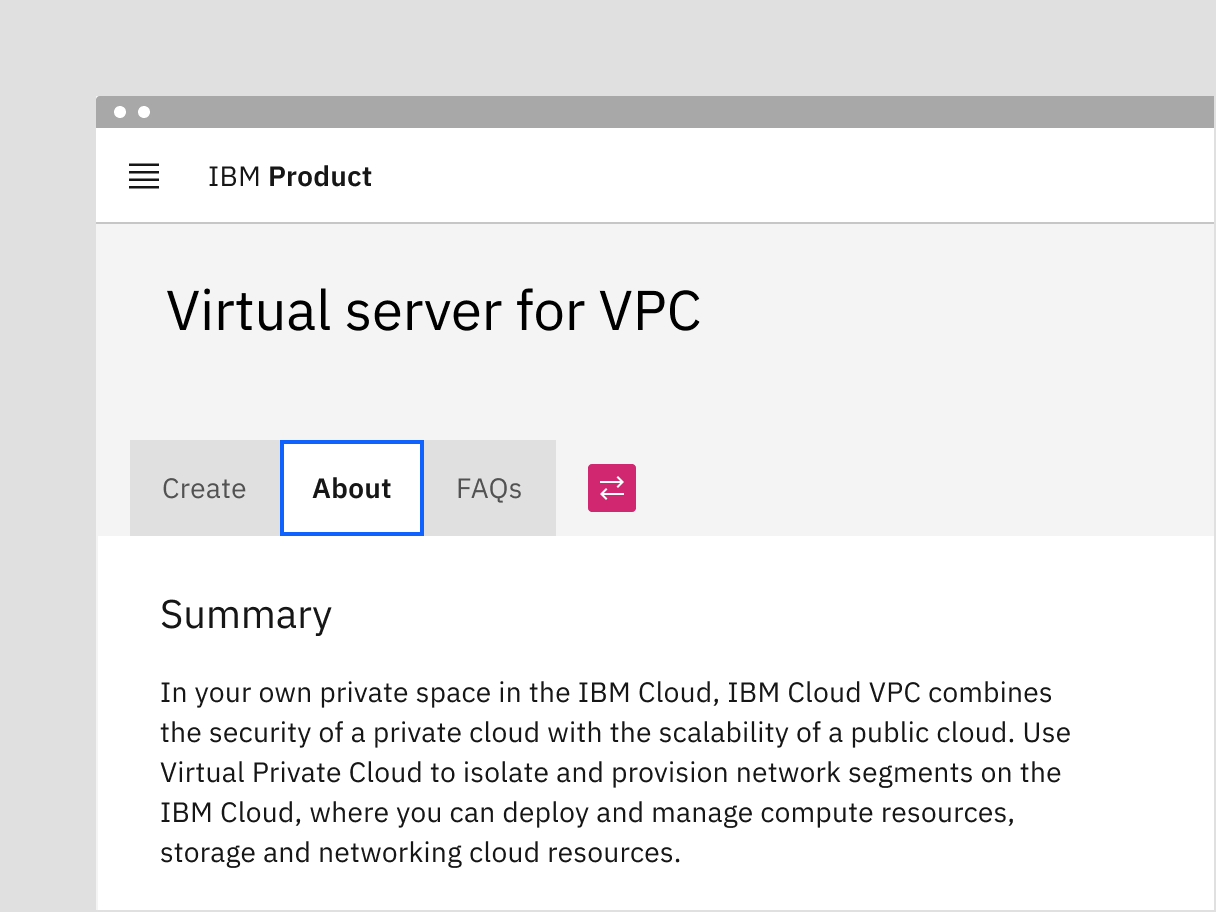 IBM Product
Virtual server for VPC
Create About FAQs
Summary
In your own private space in the IBM Cloud, IBM Cloud VPC combines
the security of a private cloud with the scalability of a public cloud. Use
Virtual Private Cloud to isolate and provision network segments on the
IBM Cloud, where you can deploy and manage compute resources,
storage and networking cloud resources.